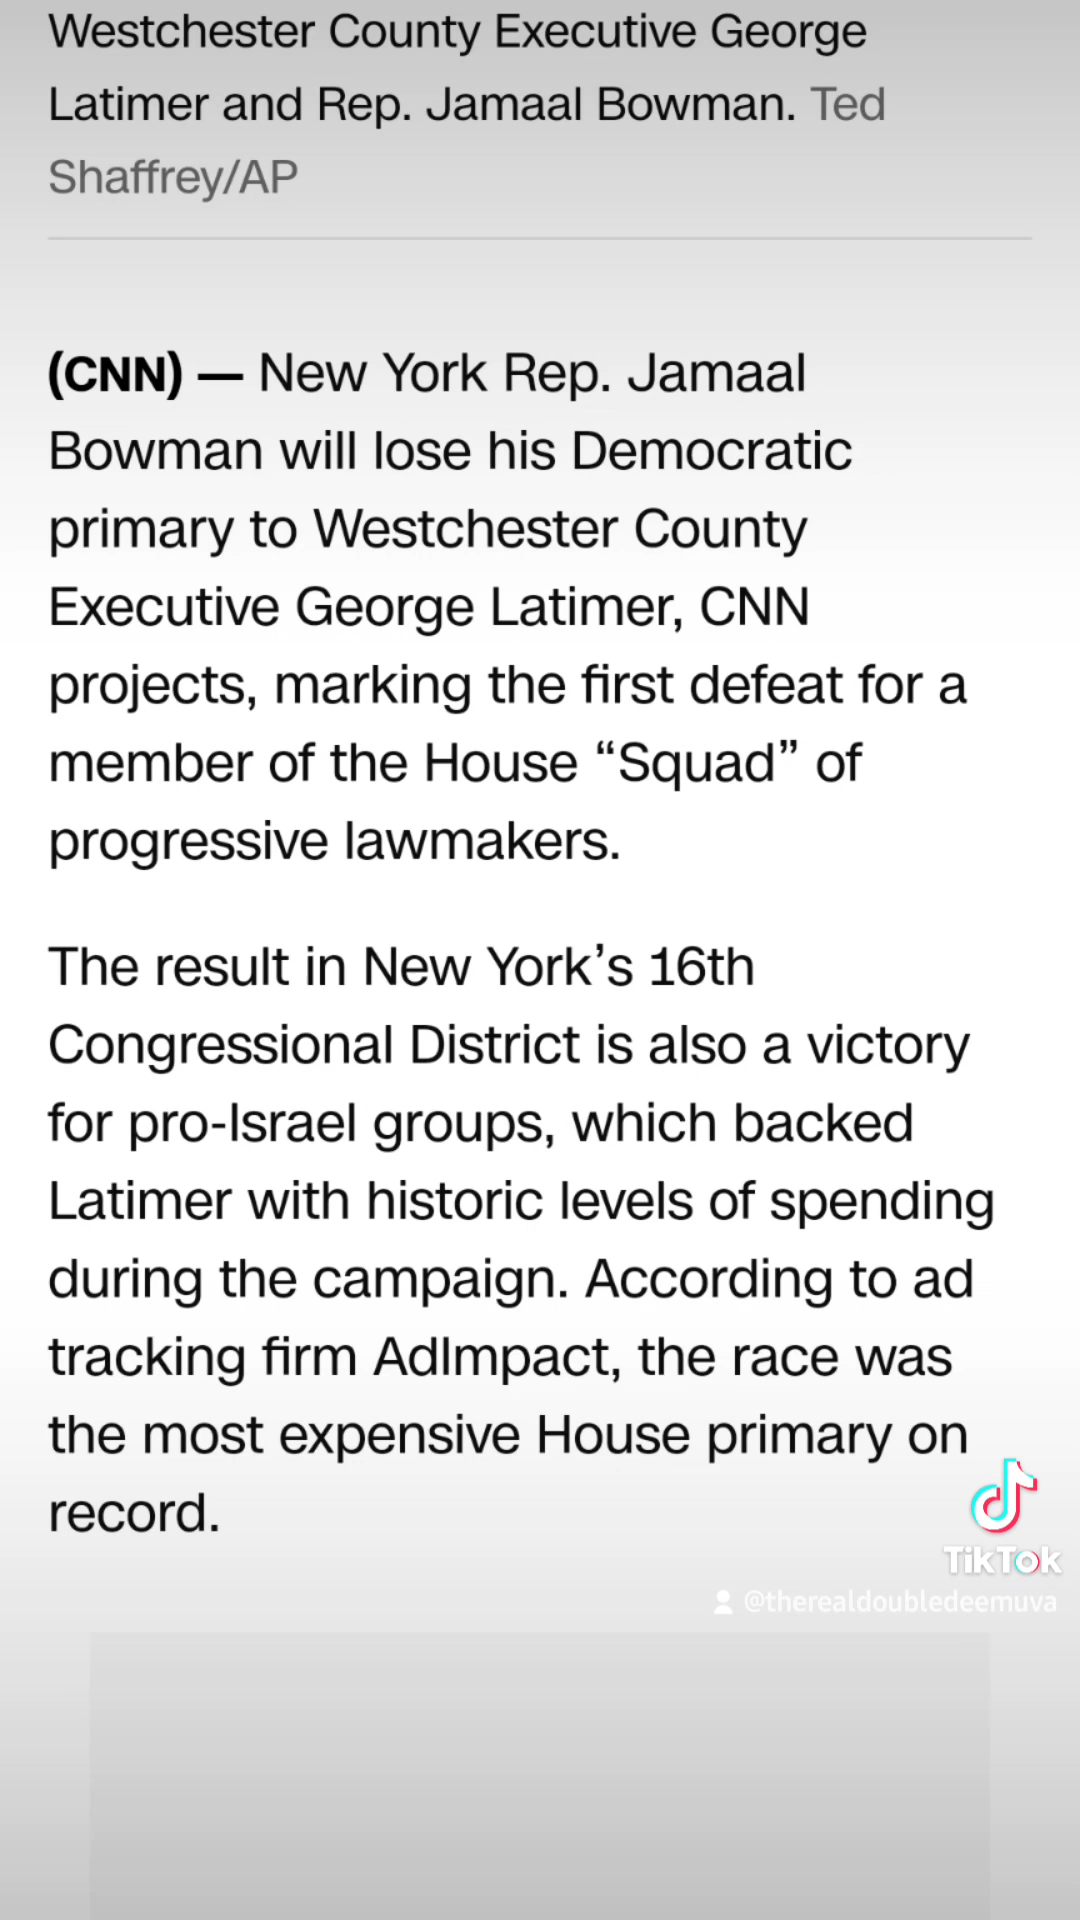 Westchester County Executive George
Latimer and Rep. Jamaal Bowman. Ted
Shaffrey/AP
(CNN) — New York Rep. Jamaal
Bowman will lose his Democratic
primary to Westchester County
Executive George Latimer, CNN
projects, marking the first defeat for a
member of the House “Squad” of
progressive lawmakers.
The result in New York’s 16th
Congressional District is also a victory
for pro-Israel groups, which backed
Latimer with historic levels of spending
during the campaign. According to ad
tracking firm AdImpact, the race was
the most expensive House primary on
record.
TikTok
@therealdoubledeemuva